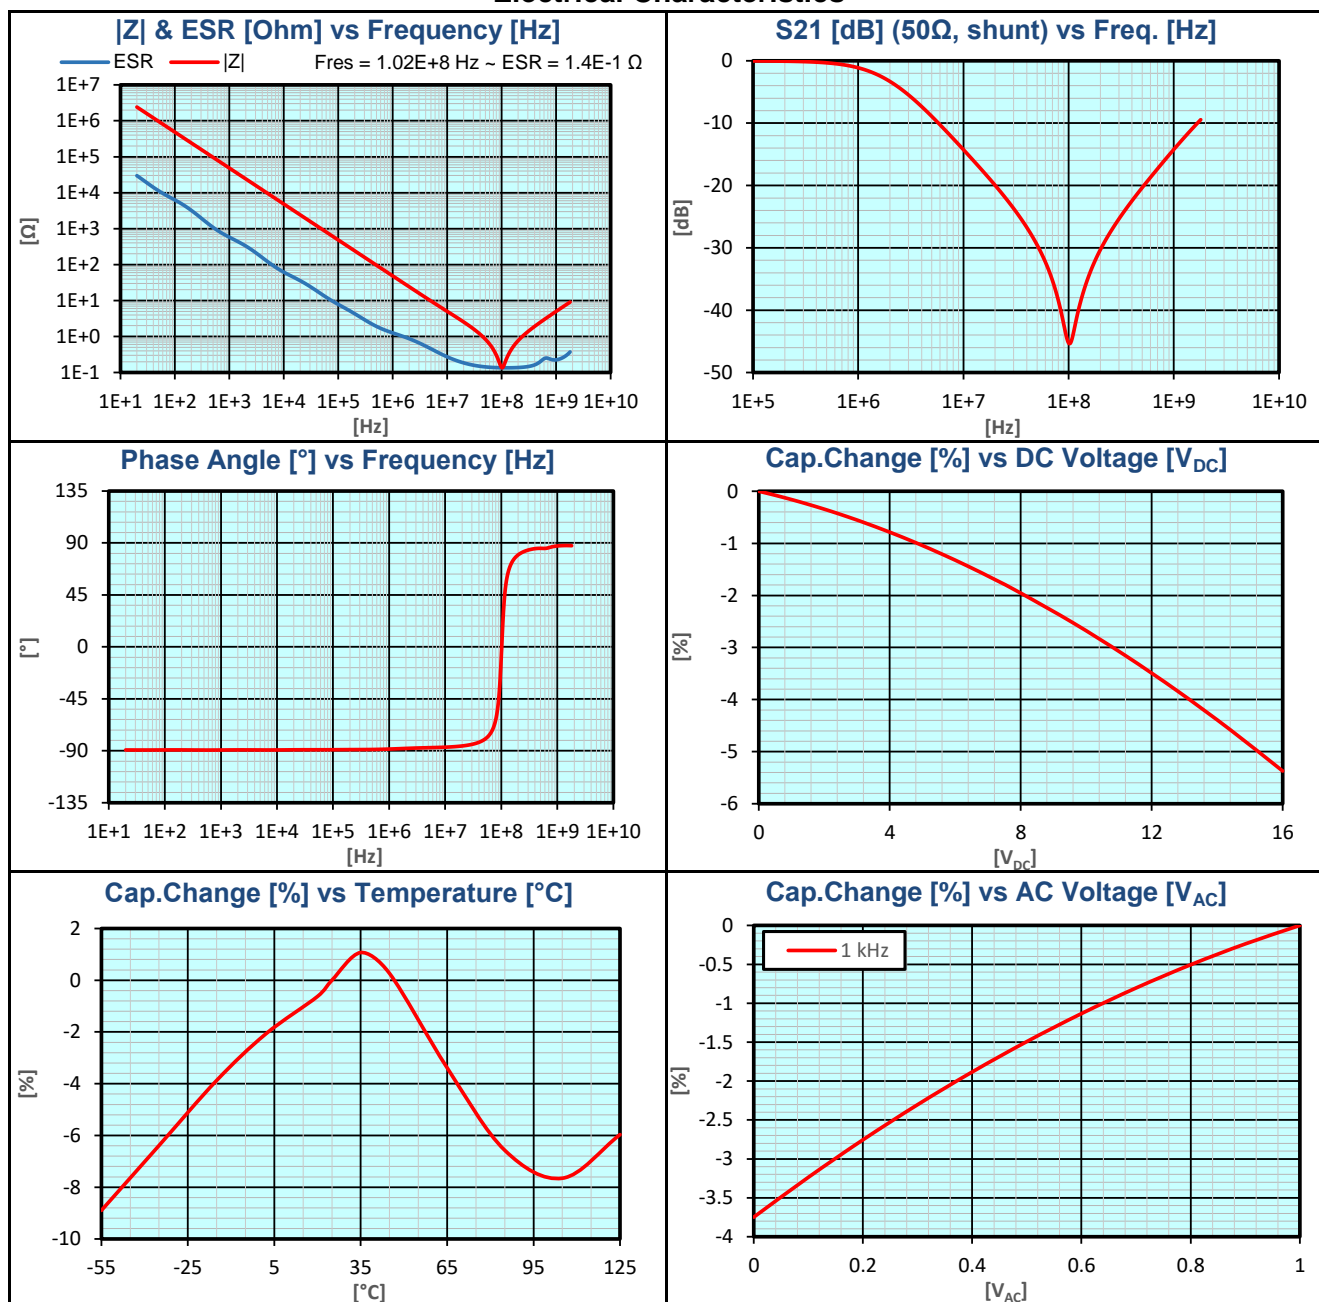 |Z| & ESR [Ohm] vs Frequency [Hz]
ESR |Z| Fres = 1.02E+8 Hz ~ ESR = 1.4E-1 Ω
1E+7
1E+6
1E+5
1E+4
1E+3
1E+2
1E+1
1E+0
1E-1
[Ω]
1E+1 1E+2 1E+3 1E+4 1E+5 1E+6 1E+7 1E+8 1E+9 1E+10
[Hz]
S21 [dB] (50Ω, shunt) vs Freq. [Hz]
0
-10
-20
-30
-40
-50
[dB]
1E+5 1E+6 1E+7 1E+8 1E+9 1E+10
[Hz]
Phase Angle [°] vs Frequency [Hz]
135
90
45
0
-45
-90
-135
[°]
1E+1 1E+2 1E+3 1E+4 1E+5 1E+6 1E+7 1E+8 1E+9 1E+10
[Hz]
Cap.Change [%] vs DC Voltage [VDC]
0
-1
-2
-3
-4
-5
-6
[%]
0 4 8 12 16
[VDC]
Cap.Change [%] vs Temperature [°C]
2
0
-2
-4
-6
-8
-10
[%]
-55 -25 5 35 65 95 125
[°C]
Cap.Change [%] vs AC Voltage [VAC]
1 kHz
0
-0.5
-1
-1.5
-2
-2.5
-3
-3.5
-4
[%]
0 0.2 0.4 0.6 0.8 1
[VAC]